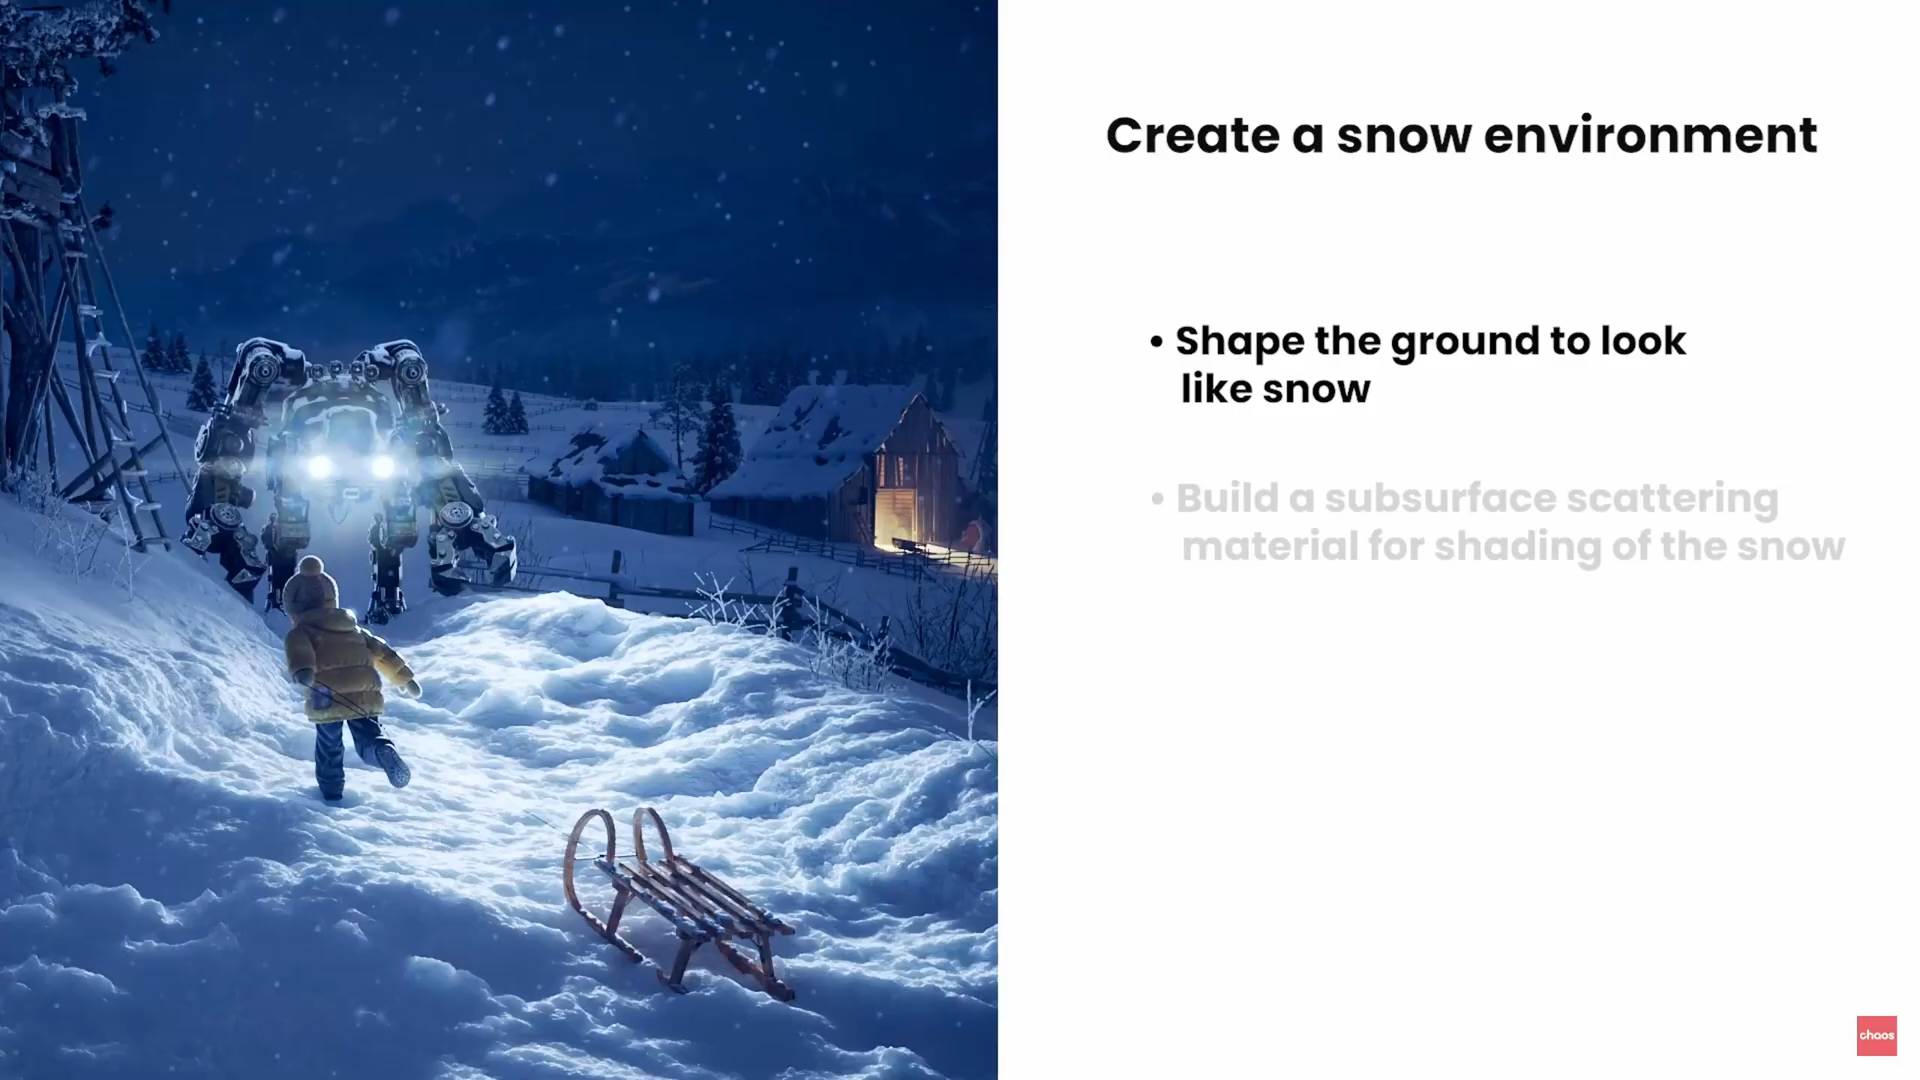 Create a snow environment
• Shape the ground to look
like snow
• Build a subsurface scattering
material for shading of the snow
chaos